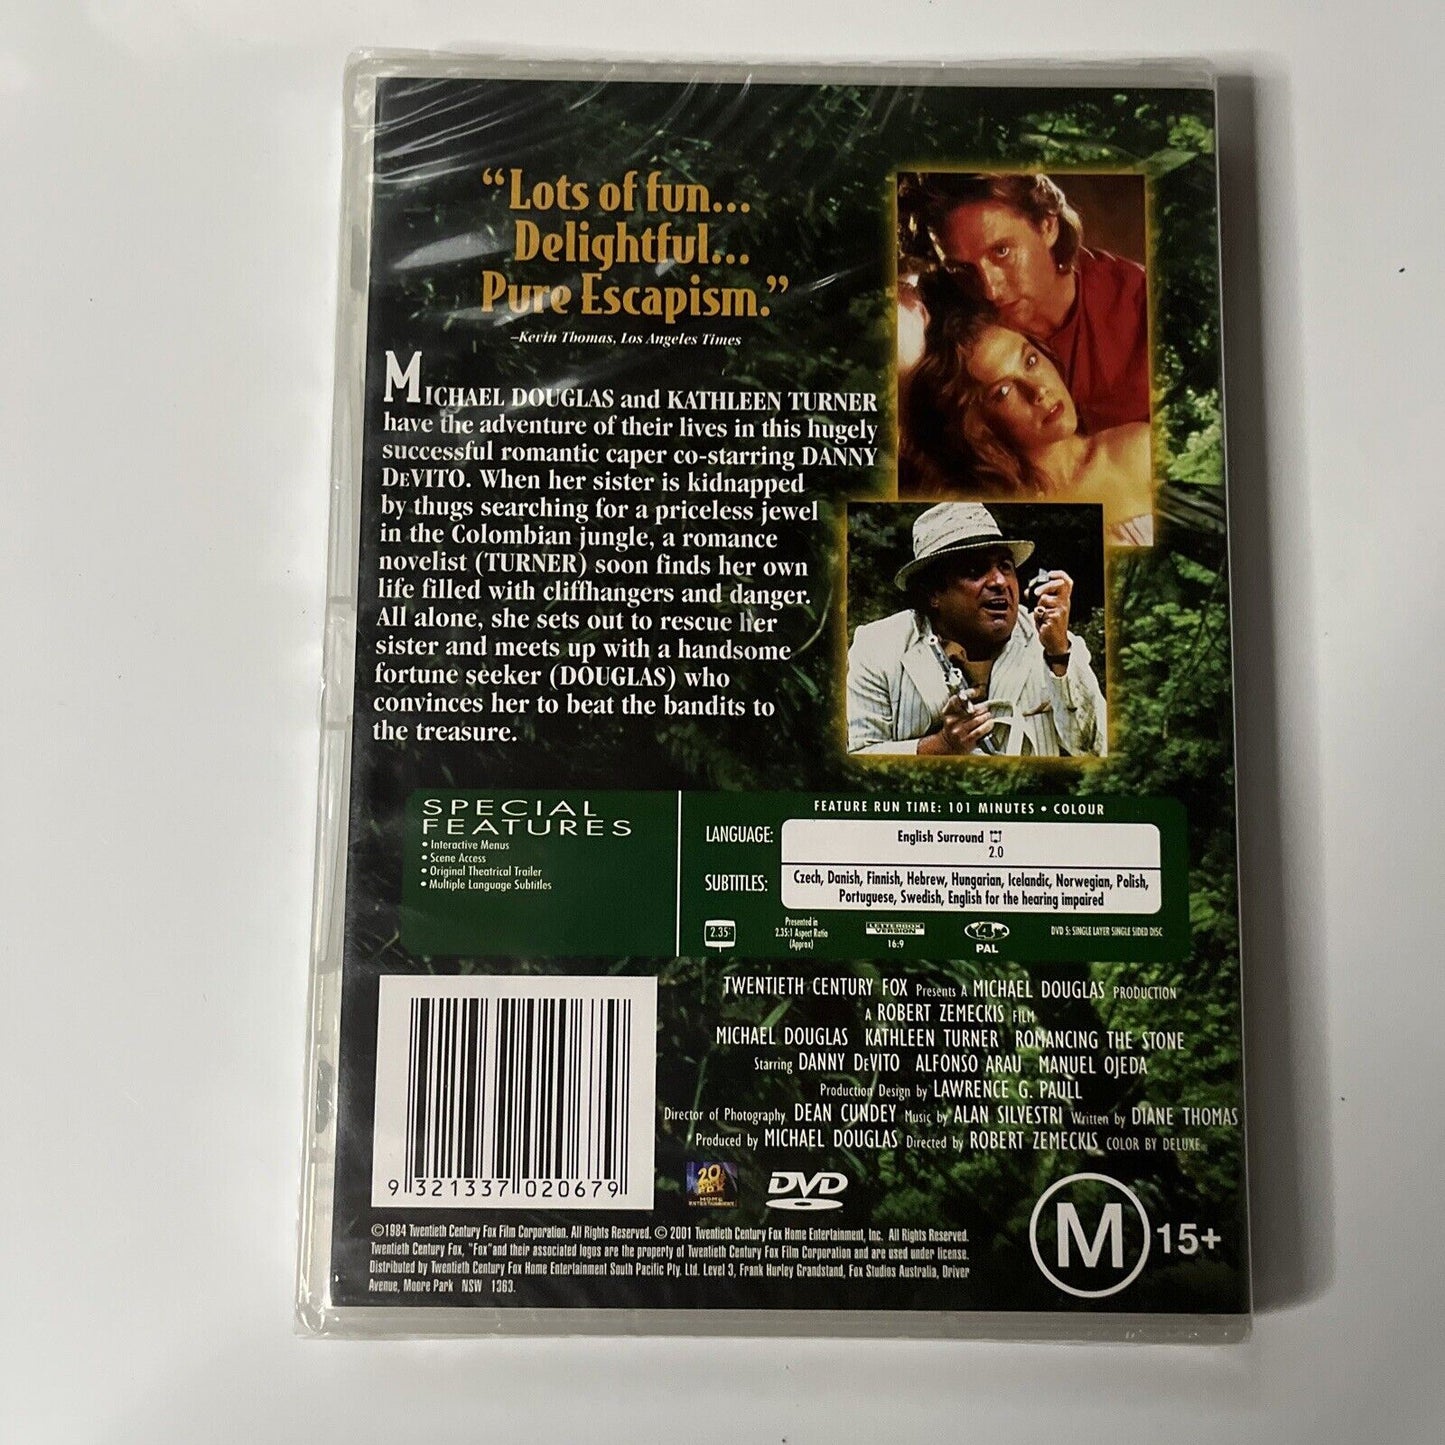 “Lots of fun...
Delightful...
Pure Escapism.”
–Kevin Thomas, Los Angeles Times
MICHAEL DOUGLAS and KATHLEEN TURNER
have the adventure of their lives in this hugely
successful romantic caper co-starring DANNY
DeVITO. When her sister is kidnapped
by thugs searching for a priceless jewel
in the Colombian jungle, a romance
novelist (TURNER) soon finds her own
life filled with cliffhangers and danger.
All alone, she sets out to rescue her
sister and meets up with a handsome
fortune seeker (DOUGLAS) who
convinces her to beat the bandits to
the treasure.
SPECIAL
FEATURES
• Interactive Menus
• Scene Access
• Original Theatrical Trailer
• Multiple Language Subtitles
FEATURE RUN TIME: 101 MINUTES • COLOUR
LANGUAGE:
English Surround
2.0
SUBTITLES:
Czech, Danish, Finnish, Hebrew, Hungarian, Icelandic, Norwegian, Polish,
Portuguese, Swedish, English for the hearing impaired
2.35:
Presented in
2.35:1 Aspect Ratio
(Approx)
LETTERBOX
VERSION
16:9
4
PAL
DVD 5: SINGLE LAYER SINGLE SIDED DISC
TWENTIETH CENTURY FOX Presents A MICHAEL DOUGLAS PRODUCTION
A ROBERT ZEMECKIS FILM
MICHAEL DOUGLAS KATHLEEN TURNER ROMANCING THE STONE
Starring DANNY DeVITO ALFONSO ARAU MANUEL OJEDA
Production Design by LAWRENCE G. PAULL
Director of Photography DEAN CUNDEY Music by ALAN SILVESTRI Written by DIANE THOMAS
Produced by MICHAEL DOUGLAS Directed by ROBERT ZEMECKIS COLOR BY DELUXE
9 321337 020679
20th CENTURY FOX
HOME
ENTERTAINMENT
DVD
M 15+
©1984 Twentieth Century Fox Film Corporation. All Rights Reserved. © 2001 Twentieth Century Fox Home Entertainment, Inc. All Rights Reserved.
Twentieth Century Fox, "Fox" and their associated logos are the property of Twentieth Century Fox Film Corporation and are used under license.
Distributed by Twentieth Century Fox Home Entertainment South Pacific Pty. Ltd. Level 3, Frank Hurley Grandstand, Fox Studios Australia, Driver
Avenue, Moore Park NSW 1363.